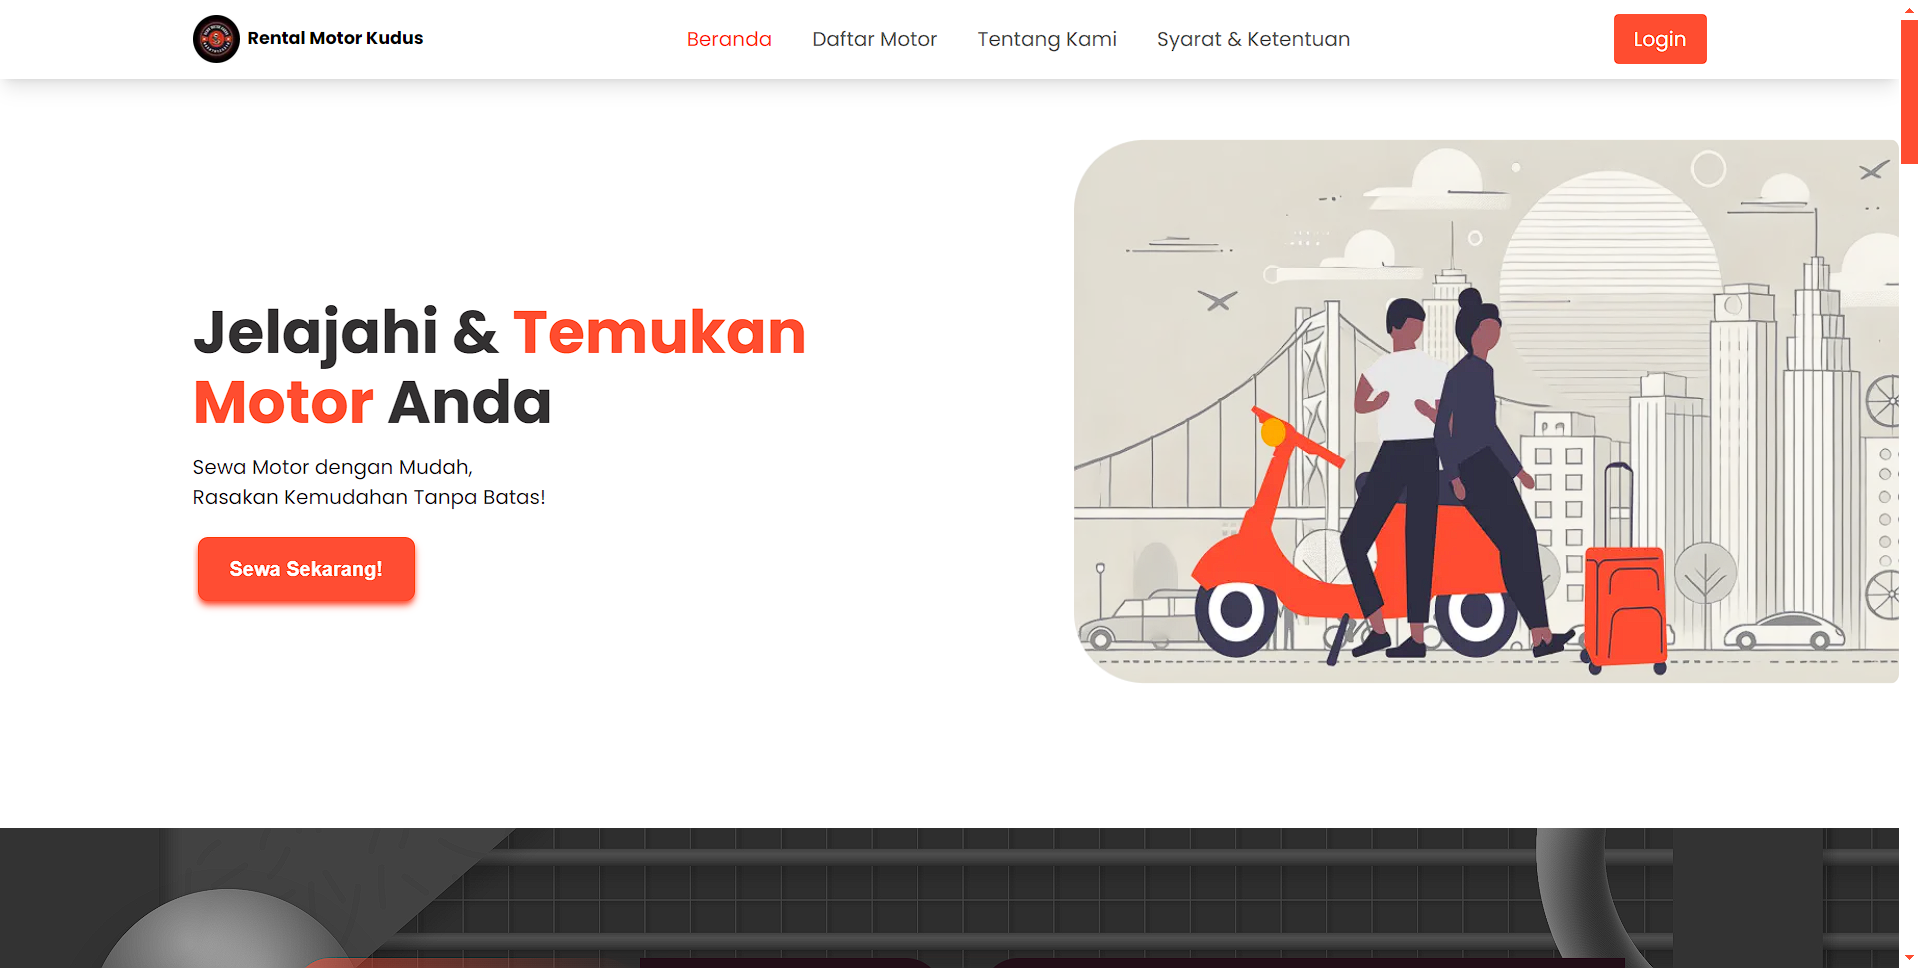 Rental Motor Kudus
Beranda
Daftar Motor
Tentang Kami
Syarat & Ketentuan
Login
Jelajahi & Temukan
Motor Anda
Sewa Motor dengan Mudah,
Rasakan Kemudahan Tanpa Batas!
Sewa Sekarang!